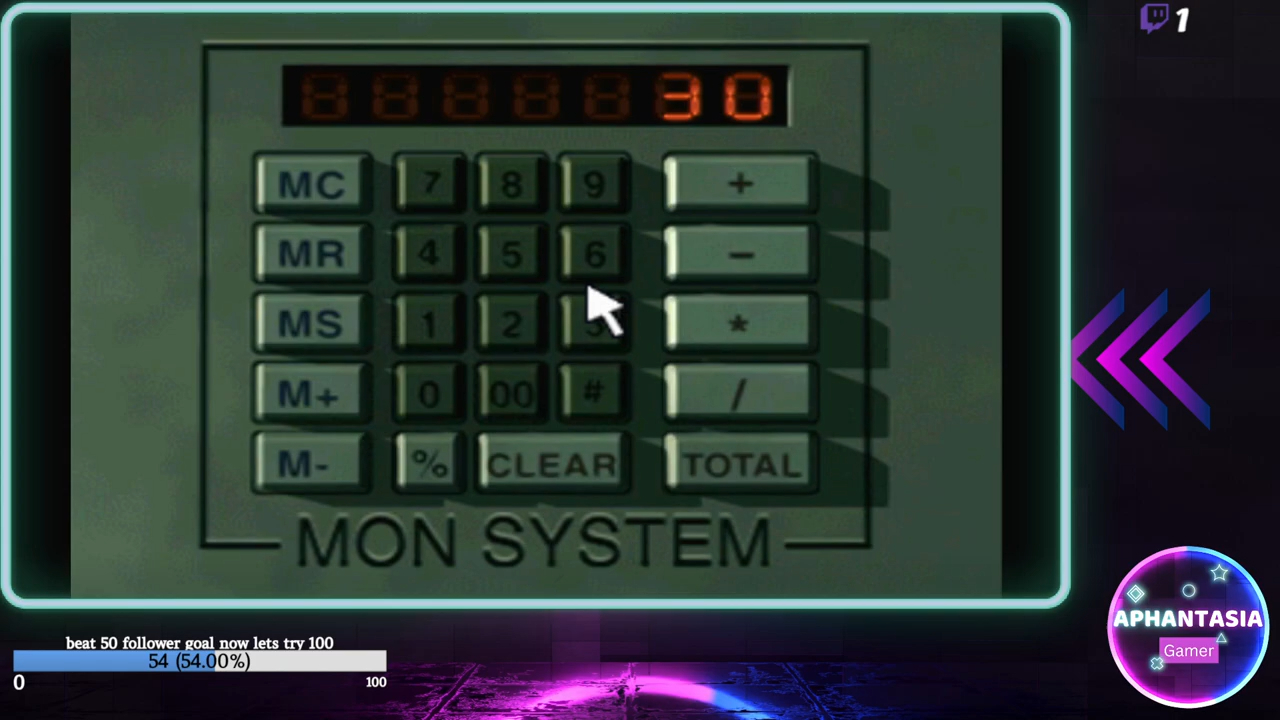 1
30
MC 7 8 9 +
MR 4 5 6 -
MS 1 2 3 *
M+ 0 00 # /
M- % CLEAR TOTAL
MON SYSTEM
beat 50 follower goal now lets try 100
54 (54.00%)
0 100
APHANTASIA
Gamer